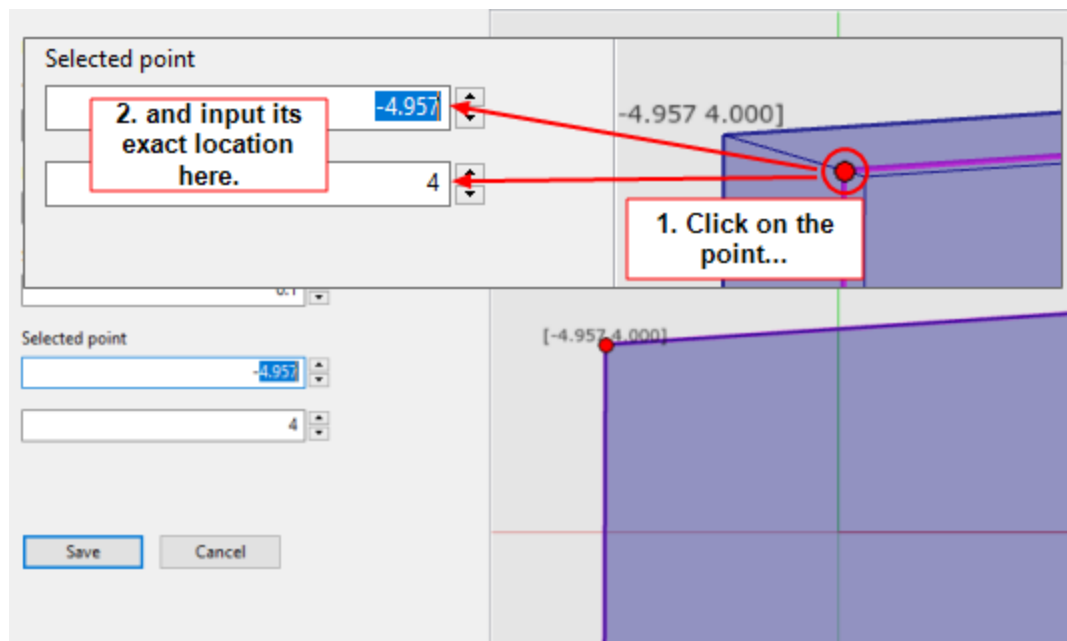 Selected point
-4.957
2. and input its
exact location
here.
4
-4.957 4.000]
1. Click on the
point...
0.1
Selected point
-4.957
4
[-4.957 4.000]
Save
Cancel